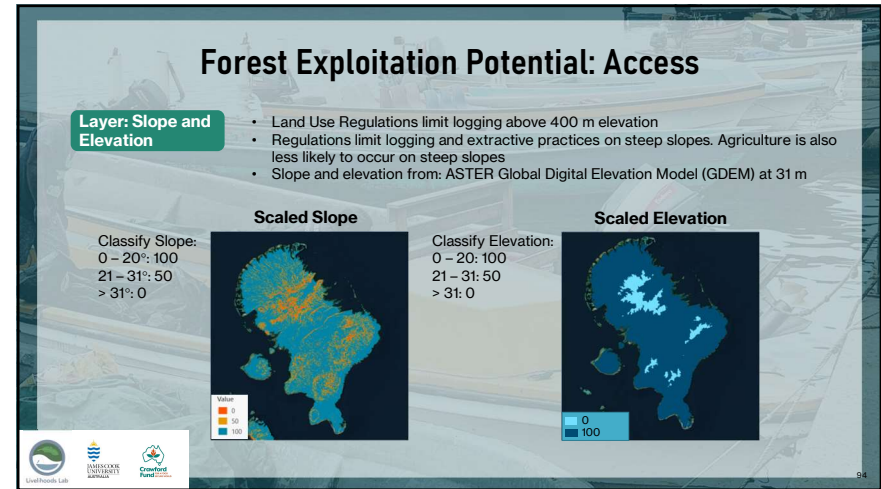 Forest Exploitation Potential: Access
Layer: Slope and
Elevation
• Land Use Regulations limit logging above 400 m elevation
• Regulations limit logging and extractive practices on steep slopes. Agriculture is also
less likely to occur on steep slopes
• Slope and elevation from: ASTER Global Digital Elevation Model (GDEM) at 31 m
Scaled Slope
Classify Slope:
0 – 20°: 100
21 – 31°: 50
> 31°: 0
Value
0
50
100
Scaled Elevation
Classify Elevation:
0 – 20: 100
21 – 31: 50
> 31: 0
0
100
Livelihoods Lab
JAMES COOK
UNIVERSITY
AUSTRALIA
Crawford
Fund
94